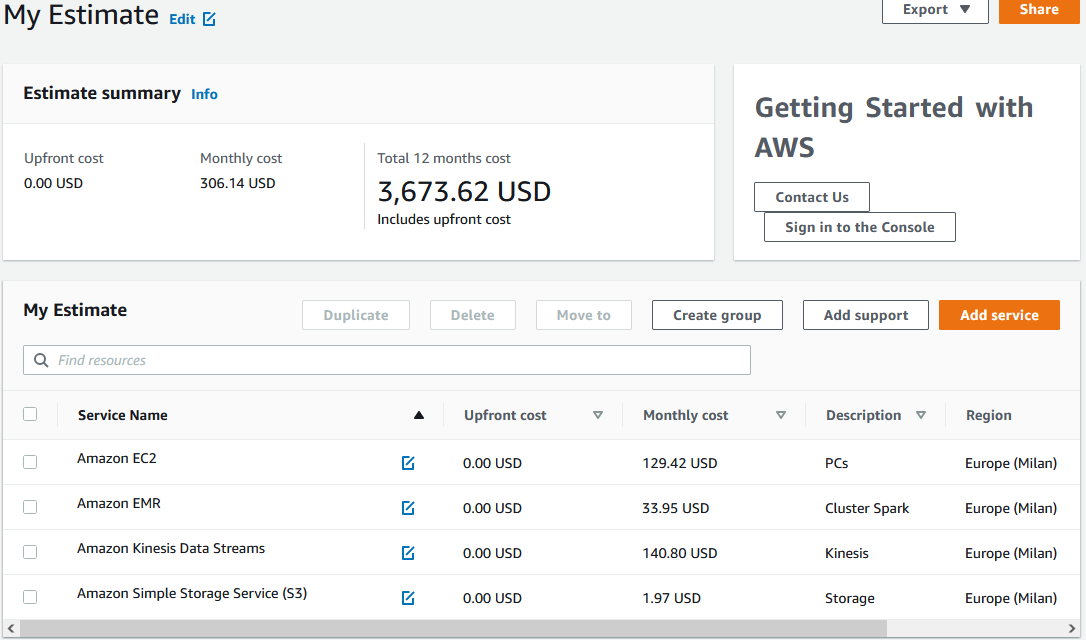 My Estimate Edit
Export Share
Estimate summary Info
Upfront cost Monthly cost Total 12 months cost
0.00 USD 306.14 USD 3,673.62 USD
Includes upfront cost
Getting Started with
AWS
Contact Us
Sign in to the Console
My Estimate Duplicate Delete Move to Create group Add support Add service
Find resources
Service Name Upfront cost Monthly cost Description Region
Amazon EC2 0.00 USD 129.42 USD PCs Europe (Milan)
Amazon EMR 0.00 USD 33.95 USD Cluster Spark Europe (Milan)
Amazon Kinesis Data Streams 0.00 USD 140.80 USD Kinesis Europe (Milan)
Amazon Simple Storage Service (S3) 0.00 USD 1.97 USD Storage Europe (Milan)